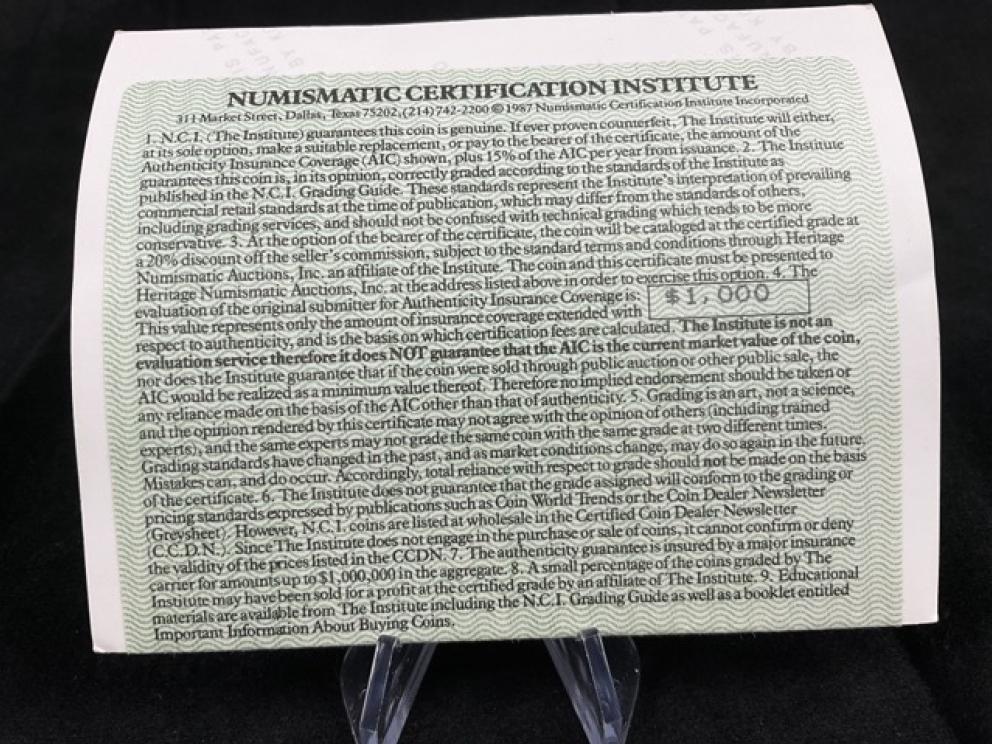 NUMISMATIC CERTIFICATION INSTITUTE
311 Market Street, Dallas, Texas 75202, (214)742-2200 © 1987 Numismatic Certification Institute Incorporated
1. N.C.I. (The Institute) guarantees this coin is genuine. If ever proven counterfeit, The Institute will either,
at its sole option, make a suitable replacement, or pay to the bearer of the certificate, the amount of the
Authenticity Insurance Coverage (AIC) shown, plus 15% of the AIC per year from issuance. 2. The Institute
guarantees this coin is, in its opinion, correctly graded according to the standards of the Institute as
published in the N.C.I. Grading Guide. These standards represent the Institute's interpretation of prevailing
commercial retail standards at the time of publication, which may differ from the standards of others,
including grading services, and should not be confused with technical grading which tends to be more
conservative. 3. At the option of the bearer of the certificate, the coin will be cataloged at the certified grade at
a 20% discount off the seller's commission, subject to the standard terms and conditions through Heritage
Numismatic Auctions, Inc. an affiliate of the Institute. The coin and this certificate must be presented to
Heritage Numismatic Auctions, Inc. at the address listed above in order to exercise this option. 4. The
evaluation of the original submitter for Authenticity Insurance Coverage is: $1,000
This value represents only the amount of insurance coverage extended with
respect to authenticity, and is the basis on which certification fees are calculated. The Institute is not an
evaluation service therefore it does NOT guarantee that the AIC is the current market value of the coin,
nor does the Institute guarantee that if the coin were sold through public auction or other public sale, the
AIC would be realized as a minimum value thereof. Therefore no implied endorsement should be taken or
any reliance made on the basis of the AIC other than that of authenticity. 5. Grading is an art, not a science,
and the opinion rendered by this certificate may not agree with the opinion of others (including trained
experts), and the same experts may not grade the same coin with the same grade at two different times.
Grading standards have changed in the past, and as market conditions change, may do so again in the future.
Mistakes can, and do occur. Accordingly, total reliance with respect to grade should not be made on the basis
of the certificate. 6. The Institute does not guarantee that the grade assigned will conform to the grading or
pricing standards expressed by publications such as Coin World Trends or the Coin Dealer Newsletter
(Greysheet). However, N.C.I. coins are listed at wholesale in the Certified Coin Dealer Newsletter
(C.C.D.N.). Since The Institute does not engage in the purchase or sale of coins, it cannot confirm or deny
the validity of the prices listed in the CCDN. 7. The authenticity guarantee is insured by a major insurance
carrier for amounts up to $1,000,000 in the aggregate. 8. A small percentage of the coins graded by The
Institute may have been sold for a profit at the certified grade by an affiliate of The Institute. 9. Educational
materials are available from The Institute including the N.C.I. Grading Guide as well as a booklet entitled
Important Information About Buying Coins.